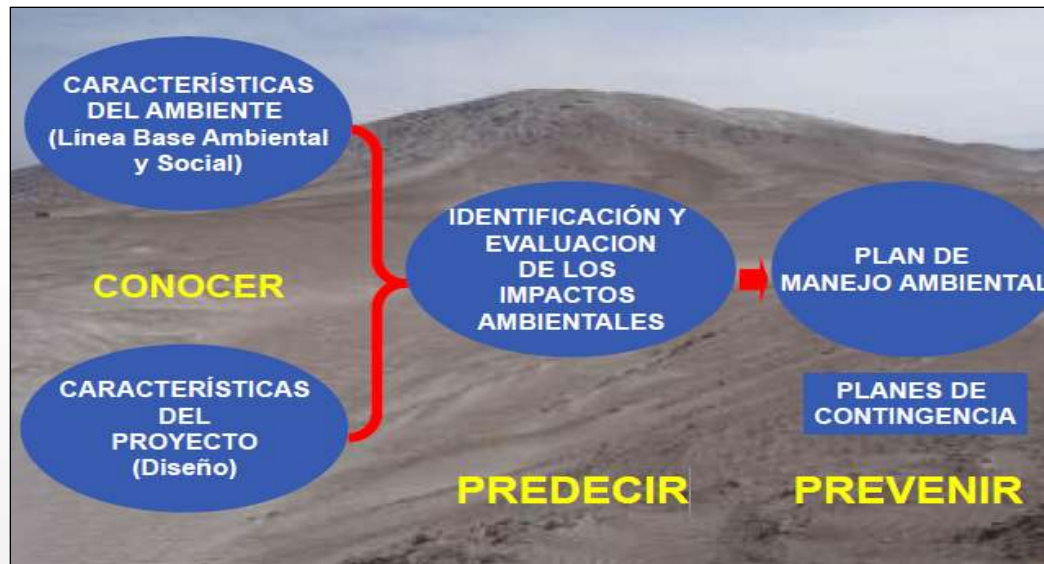 CARACTERÍSTICAS
DEL AMBIENTE
(Línea Base Ambiental
y Social)
CONOCER
CARACTERÍSTICAS
DEL
PROYECTO
(Diseño)
IDENTIFICACIÓN Y
EVALUACION
DE LOS
IMPACTOS
AMBIENTALES
PREDECIR
PLAN DE
MANEJO AMBIENTAL
PLANES DE
CONTINGENCIA
PREVENIR